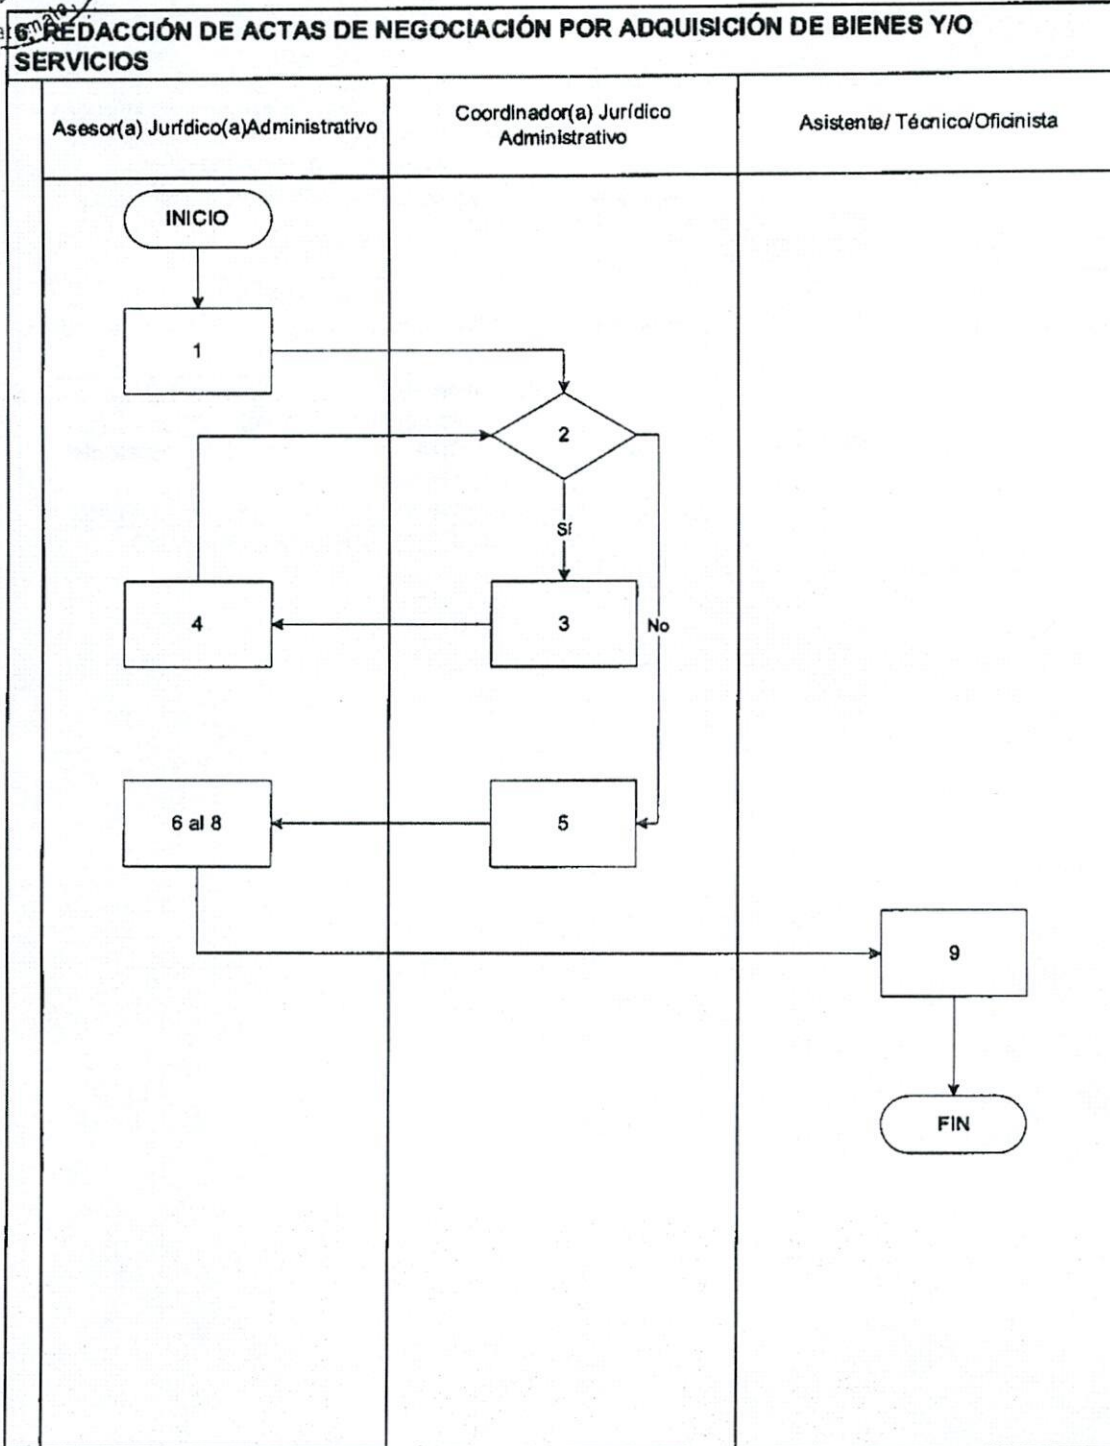 6. REDACCIÓN DE ACTAS DE NEGOCIACIÓN POR ADQUISICIÓN DE BIENES Y/O
SERVICIOS
Asesor(a) Jurídico(a)Administrativo
Coordinador(a) Jurídico
Administrativo
Asistente/ Técnico/Oficinista
INICIO
1
2
Sí
4
3
No
6 al 8
5
9
FIN